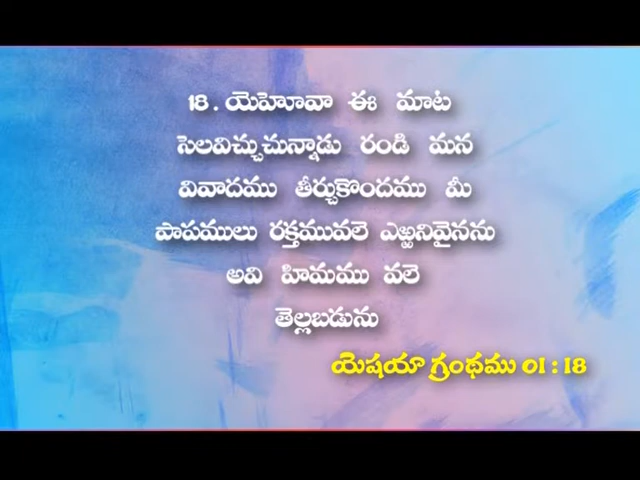 18 . యెహోవా ఈ మాట
సెలవిచ్చుచున్నాడు రండి మన
వివాదము తీర్చుకొందము మీ
పాపములు రక్తమువలె ఎఱ్ఱనివైనను
అవి హిమము వలె
తెల్లబడును
యెషయా గ్రంథము 01 : 18